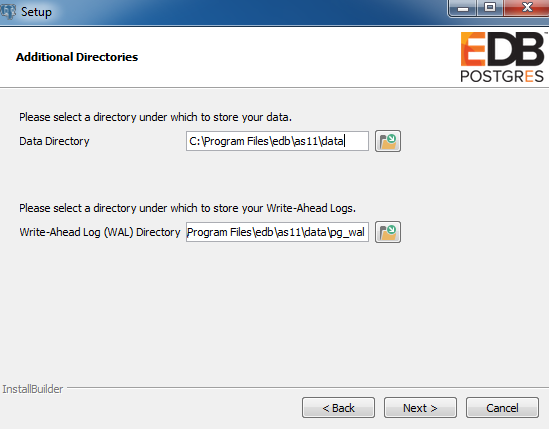 Setup
Additional Directories
EDB
POSTGRES
Please select a directory under which to store your data.
Data Directory C:\Program Files\edb\as11\data
Please select a directory under which to store your Write-Ahead Logs.
Write-Ahead Log (WAL) Directory Program Files\edb\as11\data\pg_wal
InstallBuilder
< Back Next > Cancel